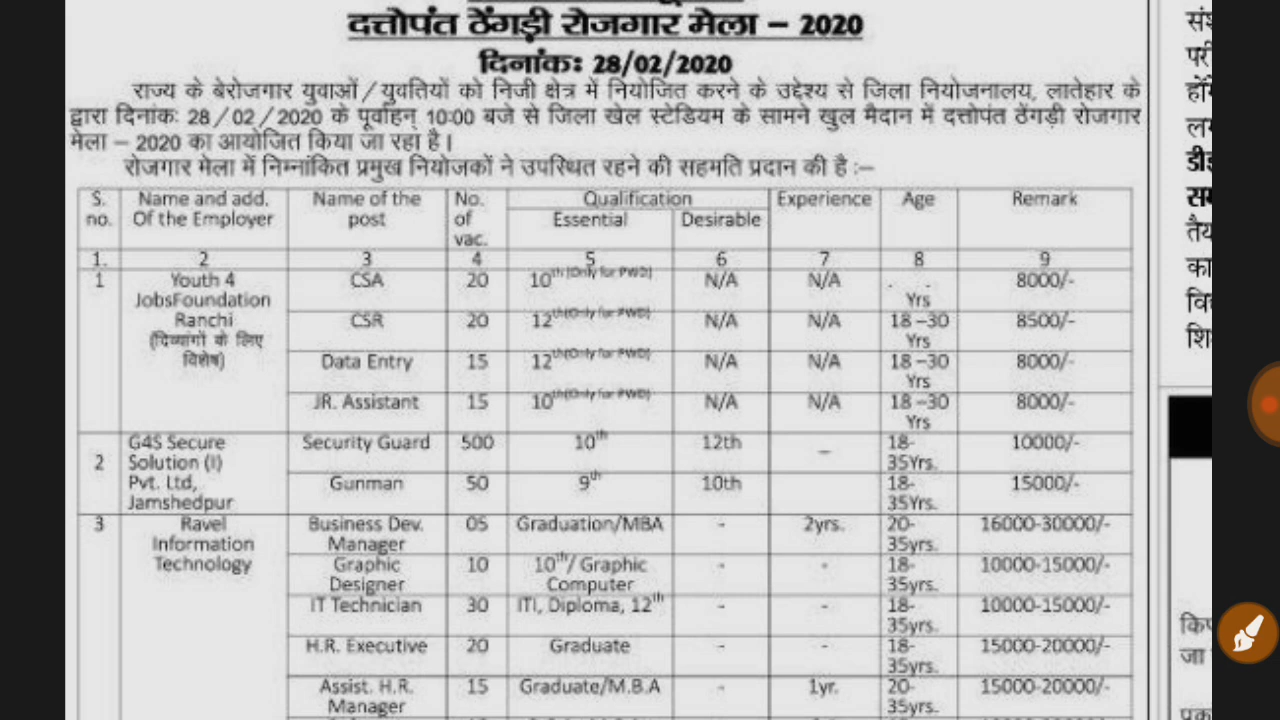 दत्तोपंत ठेंगड़ी रोजगार मेला – 2020
दिनांकः 28/02/2020
राज्य के बेरोजगार युवाओं/युवतियों को निजी क्षेत्र में नियोजित करने के उद्देश्य से जिला नियोजनालय, लातेहार के
द्वारा दिनांकः 28/02/2020 के पूर्वाहन् 10:00 बजे से जिला खेल स्टेडियम के सामने खुल मैदान में दत्तोपंत ठेंगड़ी रोजगार
मेला – 2020 का आयोजित किया जा रहा है।
रोजगार मेला में निम्नांकित प्रमुख नियोजकों ने उपस्थित रहने की सहमति प्रदान की है :–
S. no. Name and add. Of the Employer Name of the post No. of vac. Qualification Essential Desirable Experience Age Remark
1. 2 3 4 5 6 7 8 9
1 Youth 4 JobsFoundation Ranchi (दिव्यांगों के लिए विशेष) CSA 20 10th(Only for PWD) N/A N/A Yrs 8000/-
CSR 20 12th(Only for PWD) N/A N/A 18 –30 Yrs 8500/-
Data Entry 15 12th(Only for PWD) N/A N/A 18 –30 Yrs 8000/-
JR. Assistant 15 10th(Only for PWD) N/A N/A 18 –30 Yrs 8000/-
2 G4S Secure Solution (I) Pvt. Ltd, Jamshedpur Security Guard 500 10th 12th – 18-35Yrs. 10000/-
Gunman 50 9th 10th 18-35Yrs. 15000/-
3 Ravel Information Technology Business Dev. Manager 05 Graduation/MBA - 2yrs. 20-35yrs. 16000-30000/-
Graphic Designer 10 10th/ Graphic Computer - - 18-35yrs. 10000-15000/-
IT Technician 30 ITI, Diploma, 12th - - 18-35yrs. 10000-15000/-
H.R. Executive 20 Graduate - - 18-35yrs. 15000-20000/-
Assist. H.R. Manager 15 Graduate/M.B.A - 1yr. 20-35yrs. 15000-20000/-